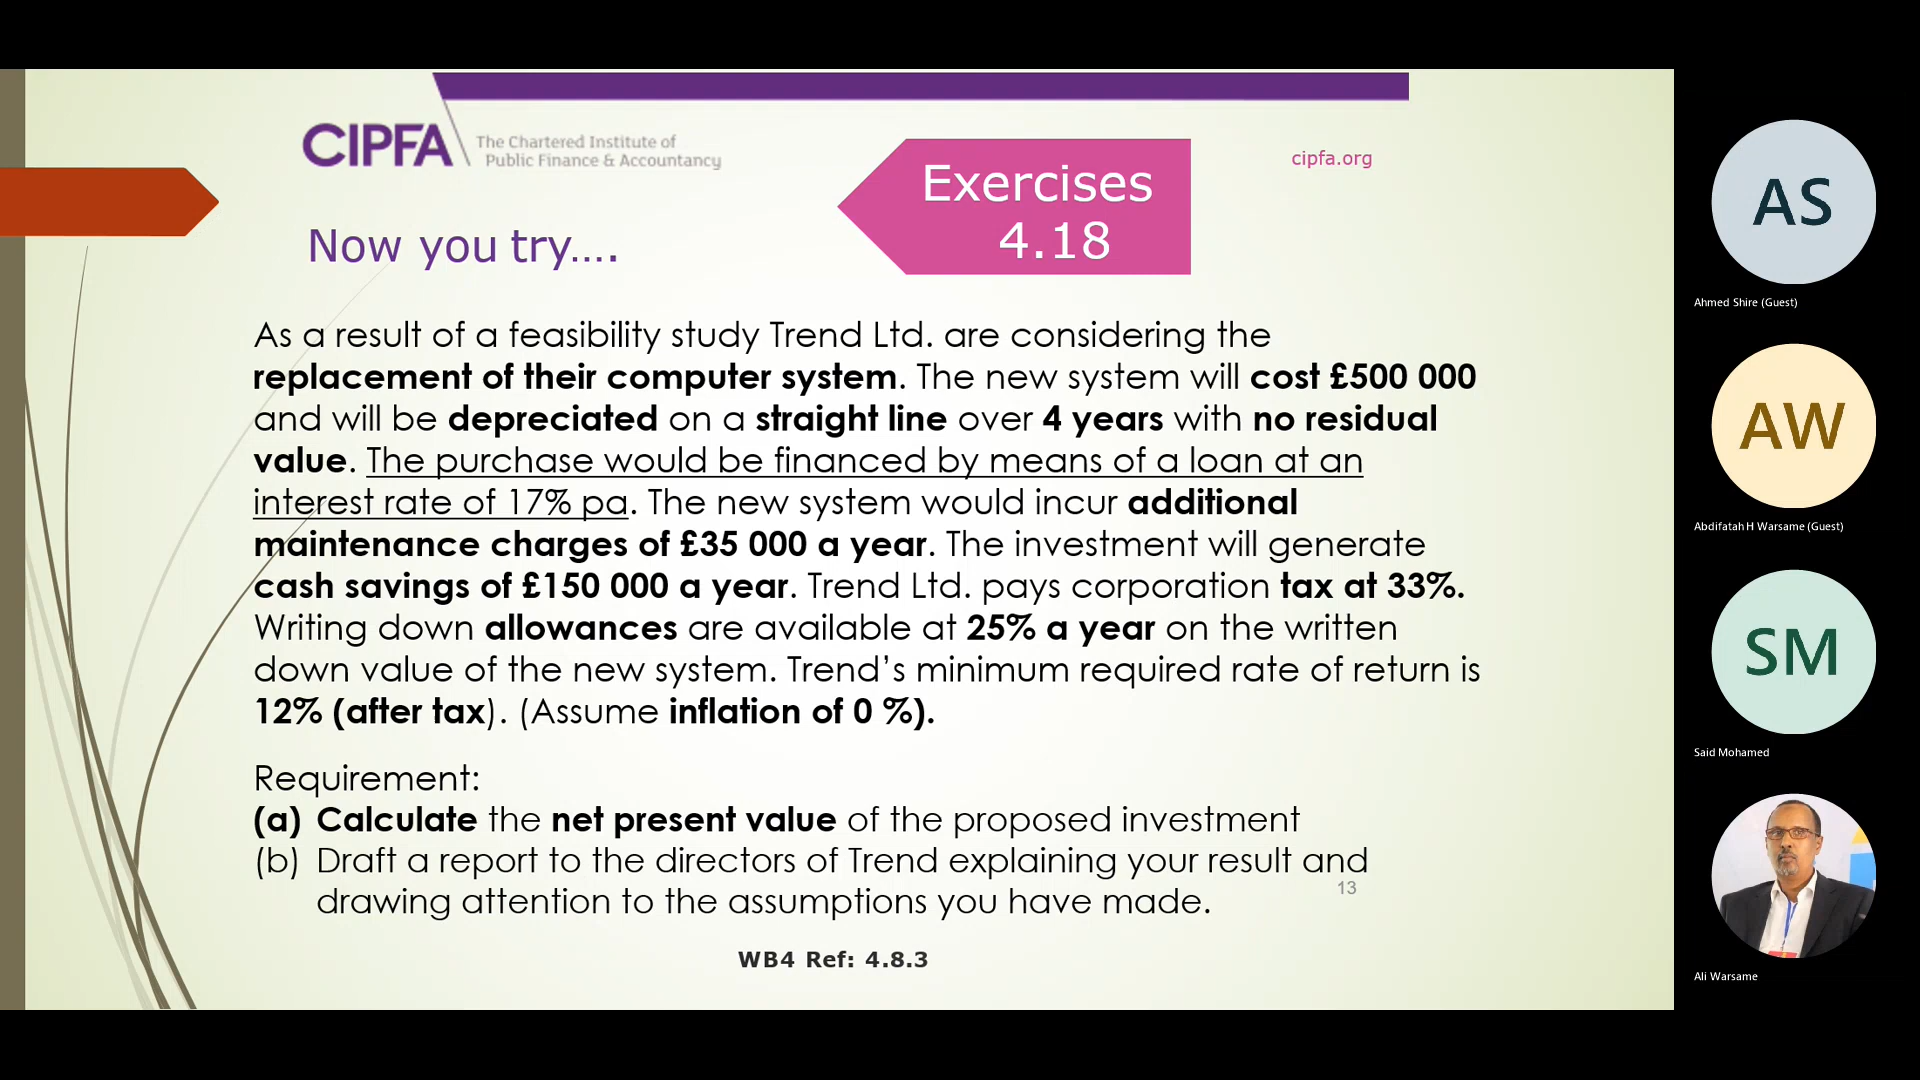 CIPFA
The Chartered Institute of
Public Finance & Accountancy
Exercises
4.18
cipfa.org
Now you try….
As a result of a feasibility study Trend Ltd. are considering the
replacement of their computer system. The new system will cost £500 000
and will be depreciated on a straight line over 4 years with no residual
value. The purchase would be financed by means of a loan at an
interest rate of 17% pa. The new system would incur additional
maintenance charges of £35 000 a year. The investment will generate
cash savings of £150 000 a year. Trend Ltd. pays corporation tax at 33%.
Writing down allowances are available at 25% a year on the written
down value of the new system. Trend’s minimum required rate of return is
12% (after tax). (Assume inflation of 0 %).
Requirement:
(a) Calculate the net present value of the proposed investment
(b) Draft a report to the directors of Trend explaining your result and
drawing attention to the assumptions you have made.
13
WB4 Ref: 4.8.3
AS
Ahmed Shire (Guest)
AW
Abdifatah H Warsame (Guest)
SM
Said Mohamed
Ali Warsame